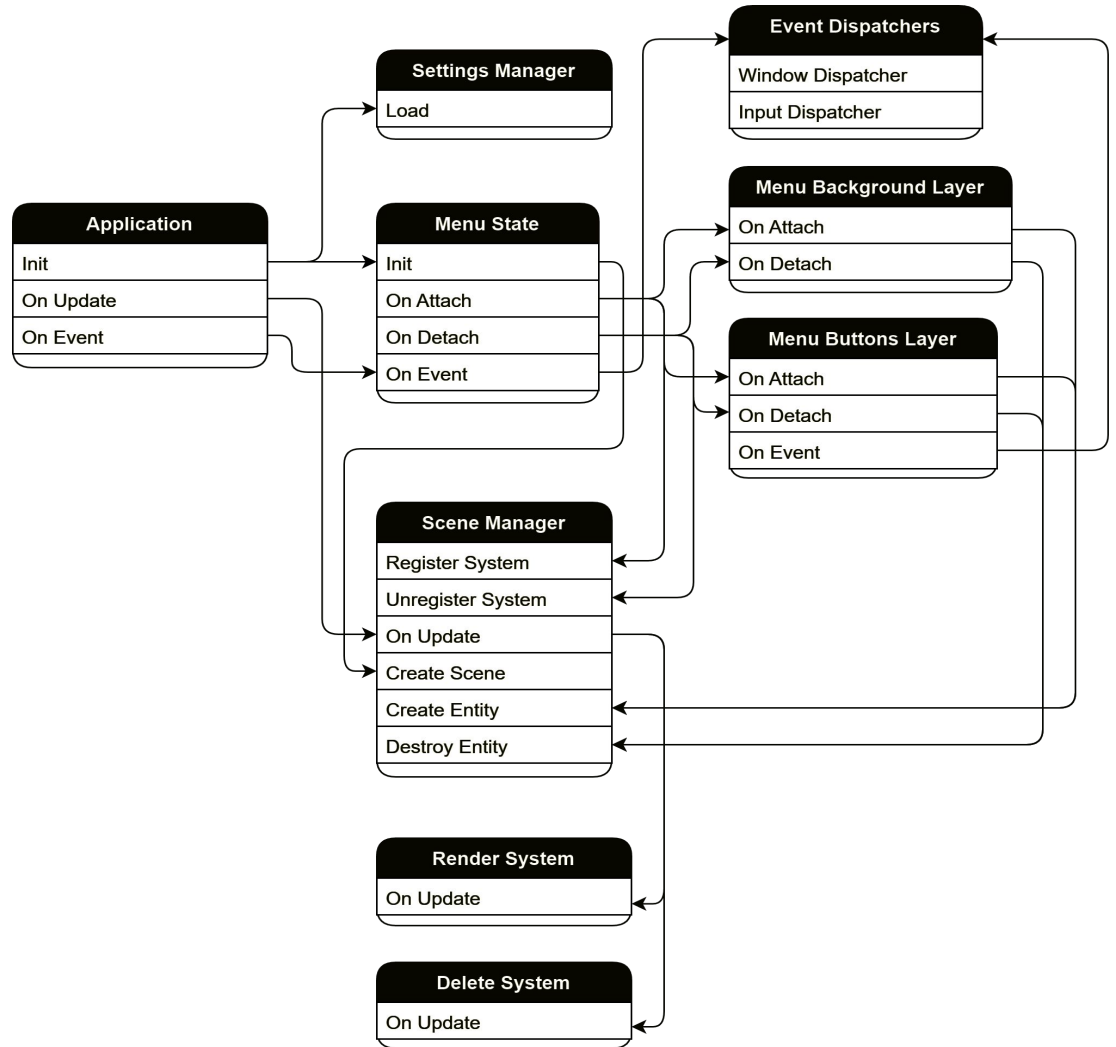 Event Dispatchers
Window Dispatcher
Input Dispatcher
Settings Manager
Load
Application
Init
On Update
On Event
Menu State
Init
On Attach
On Detach
On Event
Menu Background Layer
On Attach
On Detach
Menu Buttons Layer
On Attach
On Detach
On Event
Scene Manager
Register System
Unregister System
On Update
Create Scene
Create Entity
Destroy Entity
Render System
On Update
Delete System
On Update